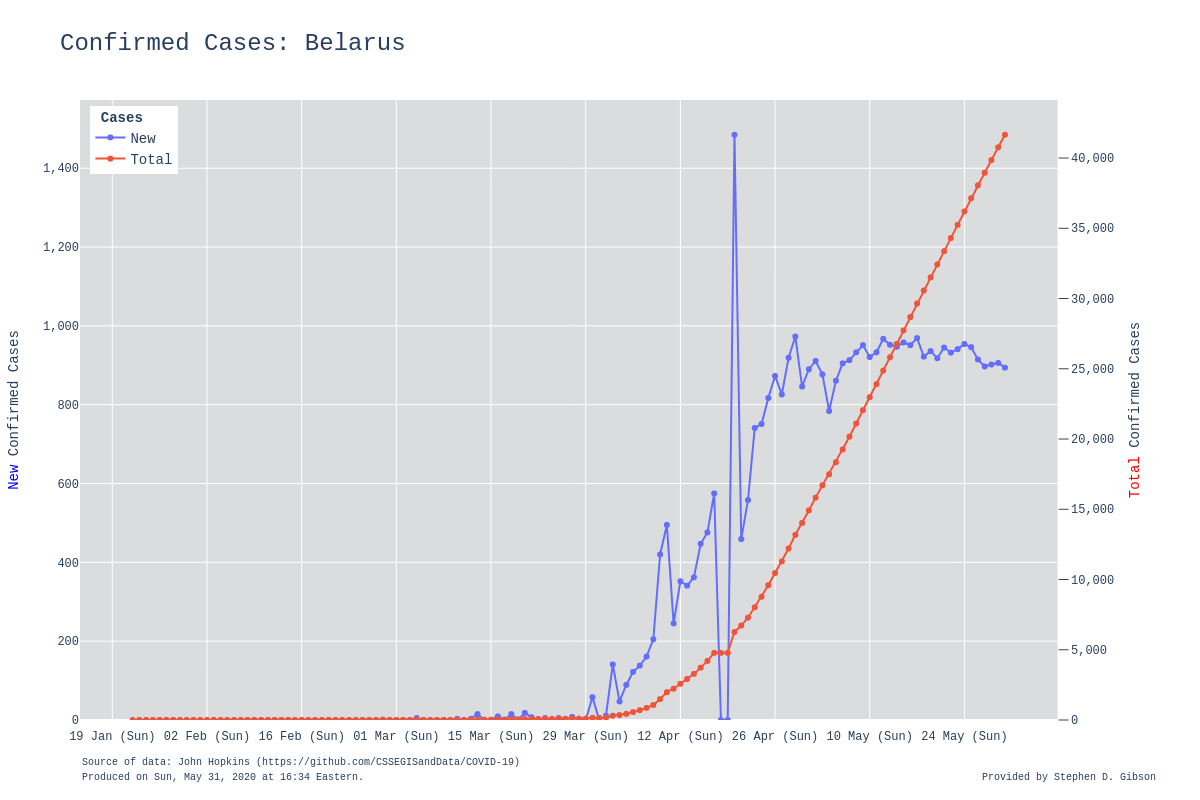 Confirmed Cases: Belarus
Cases
New
Total
1,400
1,200
1,000
800
600
400
200
0
40,000
35,000
30,000
25,000
20,000
15,000
10,000
5,000
0
New Confirmed Cases
Total Confirmed Cases
19 Jan (Sun) 02 Feb (Sun) 16 Feb (Sun) 01 Mar (Sun) 15 Mar (Sun) 29 Mar (Sun) 12 Apr (Sun) 26 Apr (Sun) 10 May (Sun) 24 May (Sun)
Source of data: John Hopkins (https://github.com/CSSEGISandData/COVID-19)
Produced on Sun, May 31, 2020 at 16:34 Eastern.
Provided by Stephen D. Gibson